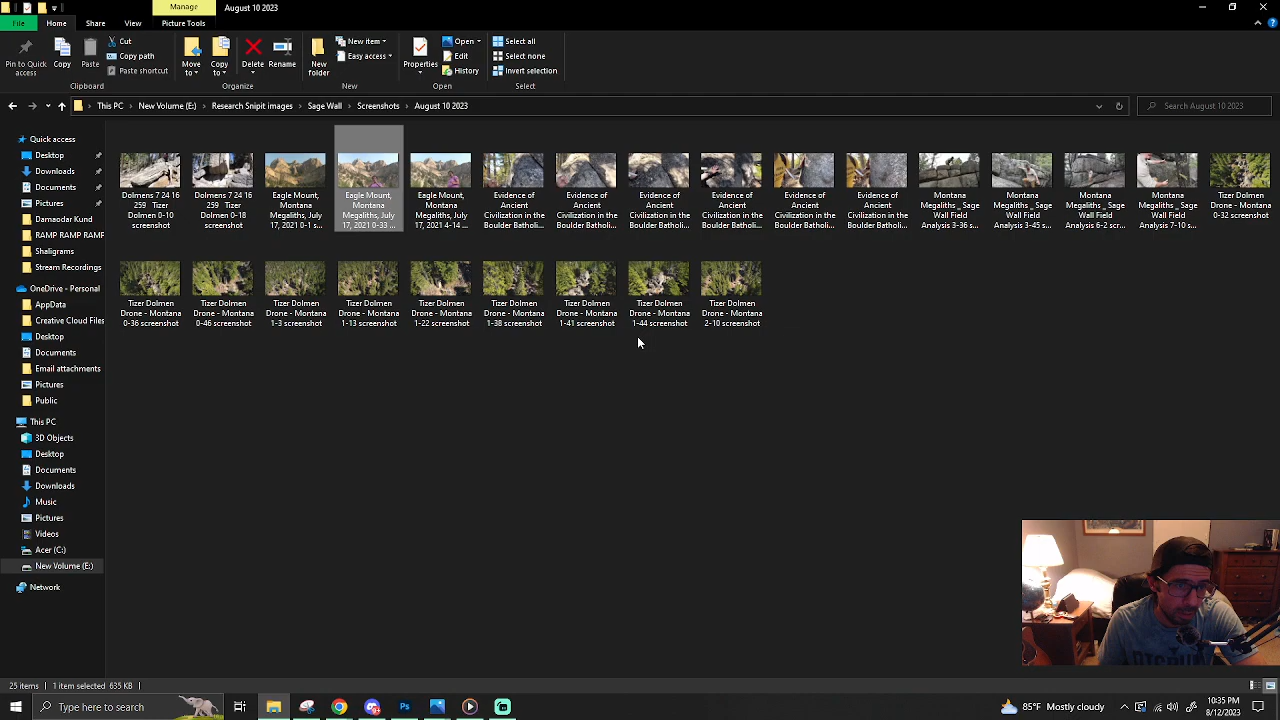 Manage
August 10 2023
File
Home
Share
View
Picture Tools
Pin to Quick
access
Copy
Paste
Cut
Copy path
Paste shortcut
Clipboard
Move
to
Copy
to
Delete
Rename
Organize
New
folder
New item
Easy access
New
Properties
Open
Edit
History
Open
Select all
Select none
Invert selection
Select
This PC
New Volume (E:)
Research Snipit images
Sage Wall
Screenshots
August 10 2023
Search August 10 2023
Quick access
Desktop
Downloads
Documents
Pictures
Damaodar Kund
RAMP RAMP RAMP
Shaligrams
Stream Recordings
OneDrive - Personal
AppData
Creative Cloud Files
Desktop
Documents
Email attachments
Pictures
Public
This PC
3D Objects
Desktop
Documents
Downloads
Music
Pictures
Videos
Acer (C:)
New Volume (E:)
Network
Dolmens 7 24 16
259 _ Tizer
Dolmen 0-10
screenshot
Dolmens 7 24 16
259 _ Tizer
Dolmen 0-18
screenshot
Eagle Mount,
Montana
Megaliths, July
17, 2021 0-1 s...
Eagle Mount,
Montana
Megaliths, July
17, 2021 0-33 ...
Eagle Mount,
Montana
Megaliths, July
17, 2021 4-14 ...
Evidence of
Ancient
Civilization in the
Boulder Batholi...
Evidence of
Ancient
Civilization in the
Boulder Batholi...
Evidence of
Ancient
Civilization in the
Boulder Batholi...
Evidence of
Ancient
Civilization in the
Boulder Batholi...
Evidence of
Ancient
Civilization in the
Boulder Batholi...
Evidence of
Ancient
Civilization in the
Boulder Batholi...
Montana
Megaliths _ Sage
Wall Field
Analysis 3-36 s...
Montana
Megaliths _ Sage
Wall Field
Analysis 3-45 s...
Montana
Megaliths _ Sage
Wall Field
Analysis 6-2 scr...
Montana
Megaliths _ Sage
Wall Field
Analysis 7-10 s...
Tizer Dolmen
Drone - Montana
0-32 screenshot
Tizer Dolmen
Drone - Montana
0-36 screenshot
Tizer Dolmen
Drone - Montana
0-46 screenshot
Tizer Dolmen
Drone - Montana
1-3 screenshot
Tizer Dolmen
Drone - Montana
1-13 screenshot
Tizer Dolmen
Drone - Montana
1-22 screenshot
Tizer Dolmen
Drone - Montana
1-38 screenshot
Tizer Dolmen
Drone - Montana
1-41 screenshot
Tizer Dolmen
Drone - Montana
1-44 screenshot
Tizer Dolmen
Drone - Montana
2-10 screenshot
25 items
1 item selected 635 KB
Type here to search
85°F Mostly cloudy
10:35 PM
8/12/2023